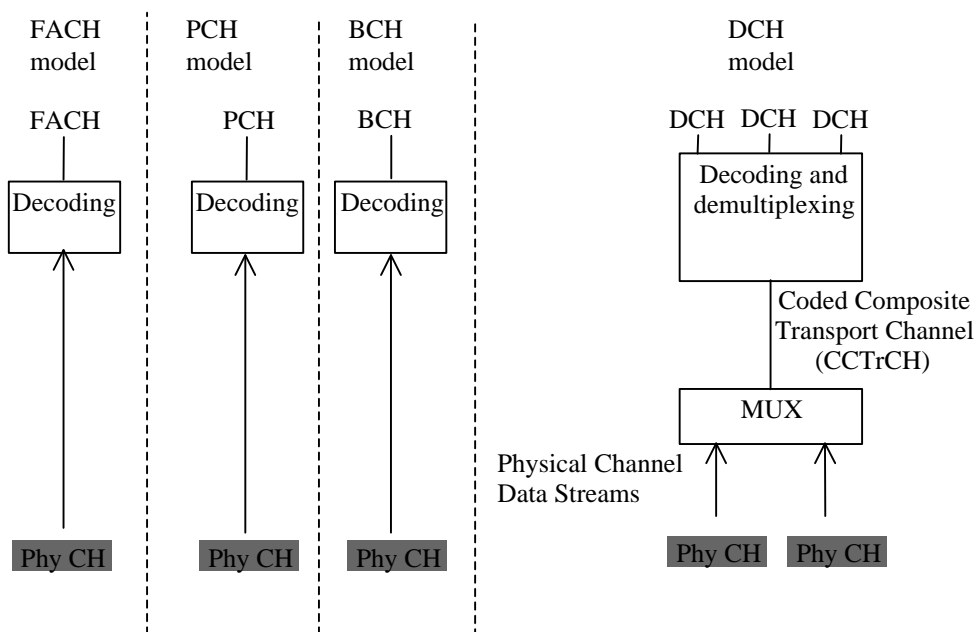 FACH
model
PCH
model
BCH
model
DCH
model
FACH
PCH
BCH
DCH
DCH
DCH
Decoding
Decoding
Decoding
Decoding and
demultiplexing
Coded Composite
Transport Channel
(CCTrCH)
MUX
Physical Channel
Data Streams
Phy CH
Phy CH
Phy CH
Phy CH
Phy CH